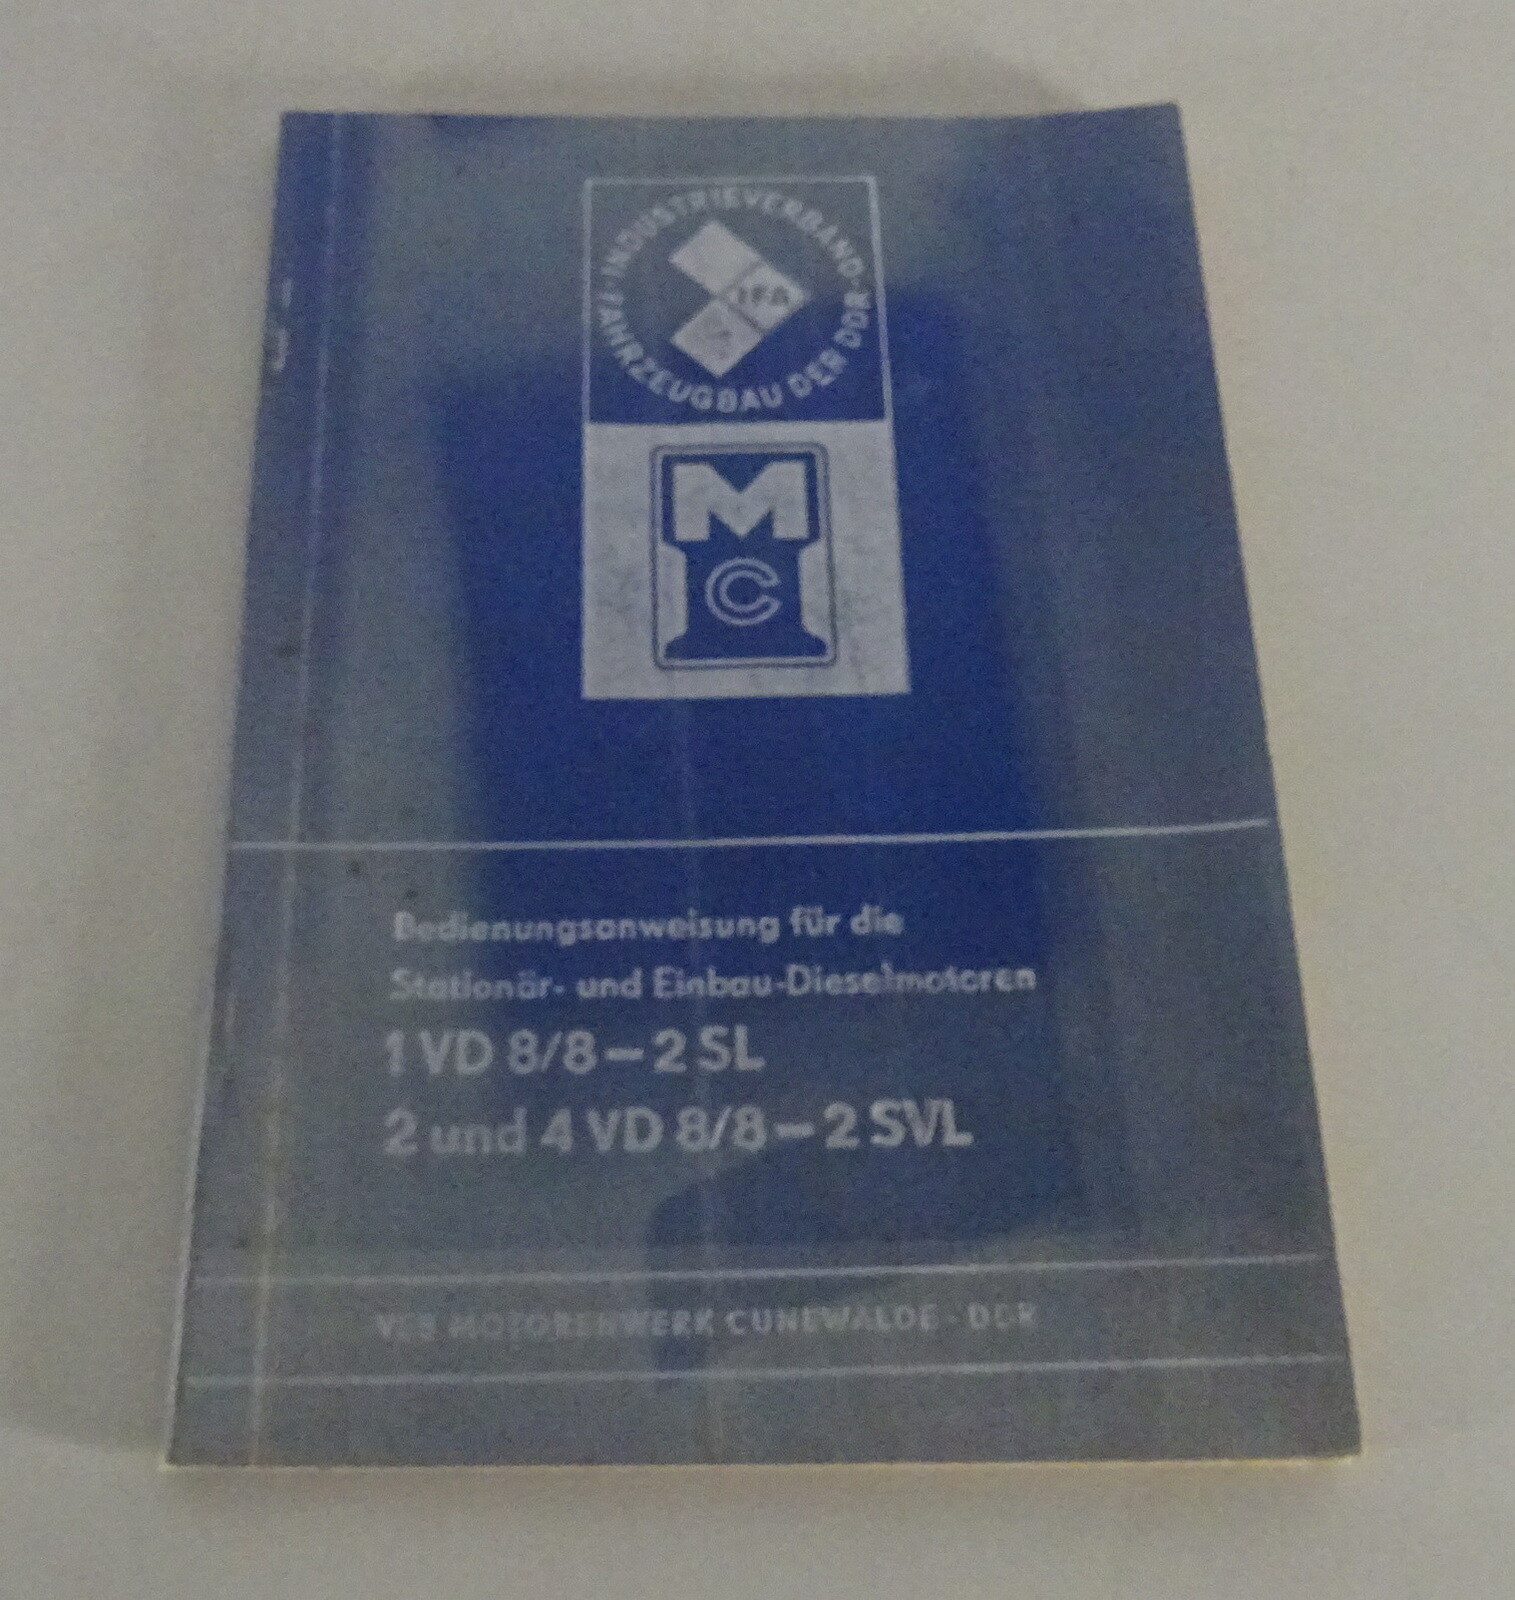 INDUSTRIEVERBAND
FAHRZEUGBAU DER DDR
IFA
M
C
Bedienungsanweisung für die
Stationär- und Einbau-Dieselmotoren
1 VD 8/8 – 2 SL
2 und 4 VD 8/8 – 2 SVL
VEB MOTORENWERK CUNEWALDE - DDR